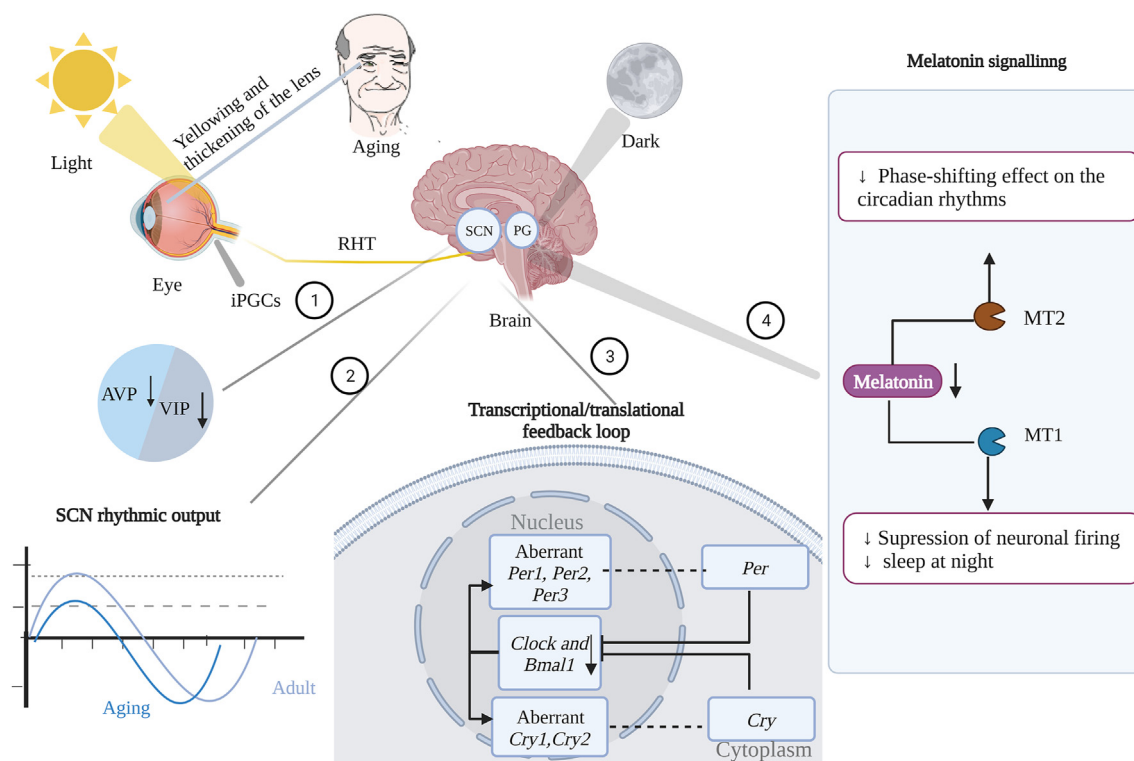 Light
Yellowing and
thickening of the lens
Aging
Dark
Eye
iPGCs
RHT
SCN
PG
Brain
1
2
3
4
AVP ↓
VIP ↓
SCN rhythmic output
Adult
Aging
Transcriptional/translational
feedback loop
Nucleus
Aberrant
Per1, Per2,
Per3
Per
Clock and
Bmal1 ↓
Aberrant
Cry1,Cry2
Cry
Cytoplasm
Melatonin signallinng
↓ Phase-shifting effect on the
circadian rhythms
MT2
Melatonin ↓
MT1
↓ Supression of neuronal firing
↓ sleep at night